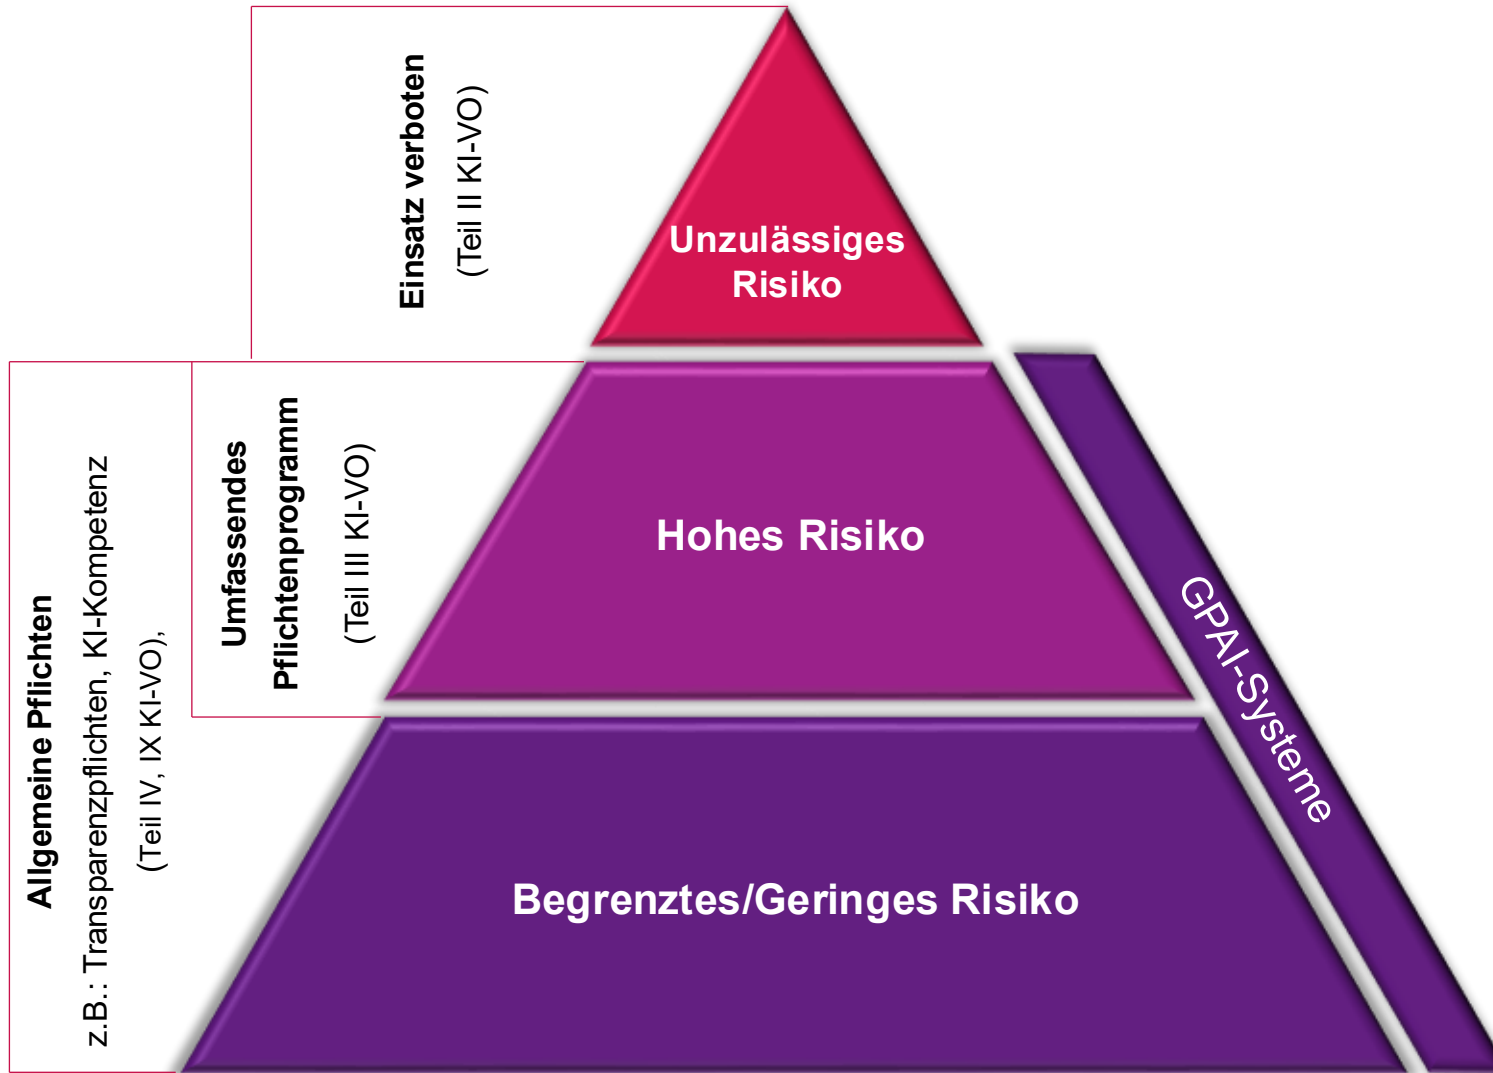 Einsatz verboten
(Teil II KI-VO)
Unzulässiges
Risiko
Umfassendes
Pflichtenprogramm
(Teil III KI-VO)
Hohes Risiko
GPAI-Systeme
Allgemeine Pflichten
z.B.: Transparenzpflichten, KI-Kompetenz
(Teil IV, IX KI-VO),
Begrenztes/Geringes Risiko